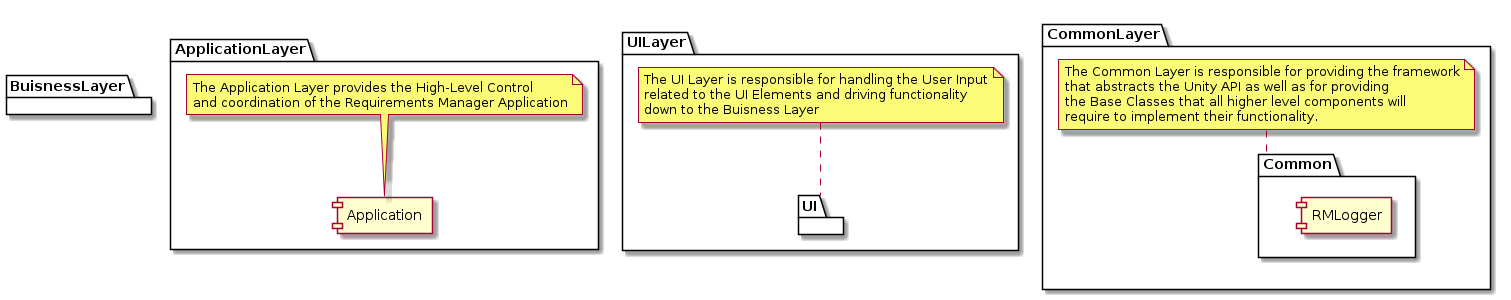 BuisnessLayer
ApplicationLayer
The Application Layer provides the High-Level Control
and coordination of the Requirements Manager Application
Application
UILayer
The UI Layer is responsible for handling the User Input
related to the UI Elements and driving functionality
down to the Buisness Layer
UI
CommonLayer
The Common Layer is responsible for providing the framework
that abstracts the Unity API as well as for providing
the Base Classes that all higher level components will
require to implement their functionality.
Common
RMLogger